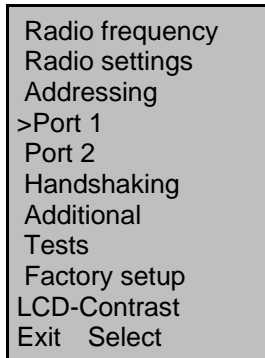 Radio frequency
Radio settings
Addressing
>Port 1
Port 2
Handshaking
Additional
Tests
Factory setup
LCD-Contrast
Exit Select